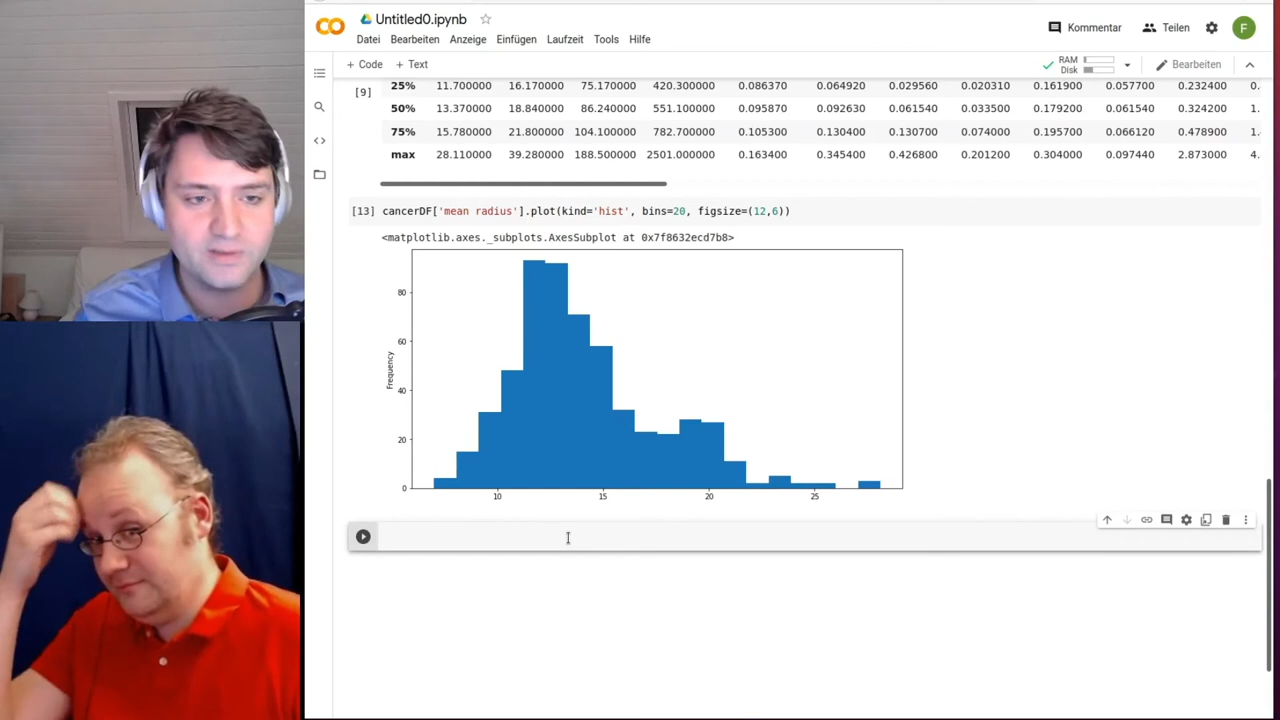 Untitled0.ipynb
Datei Bearbeiten Anzeige Einfügen Laufzeit Tools Hilfe
Kommentar Teilen F
+ Code + Text
RAM
Disk
Bearbeiten
[9]
25% 11.700000 16.170000 75.170000 420.300000 0.086370 0.064920 0.029560 0.020310 0.161900 0.057700 0.232400 0.
50% 13.370000 18.840000 86.240000 551.100000 0.095870 0.092630 0.061540 0.033500 0.179200 0.061540 0.324200 1.
75% 15.780000 21.800000 104.100000 782.700000 0.105300 0.130400 0.130700 0.074000 0.195700 0.066120 0.478900 1.
max 28.110000 39.280000 188.500000 2501.000000 0.163400 0.345400 0.426800 0.201200 0.304000 0.097440 2.873000 4.
[13] cancerDF['mean radius'].plot(kind='hist', bins=20, figsize=(12,6))
<matplotlib.axes._subplots.AxesSubplot at 0x7f8632ecd7b8>
80
60
40
20
0
Frequency
10 15 20 25